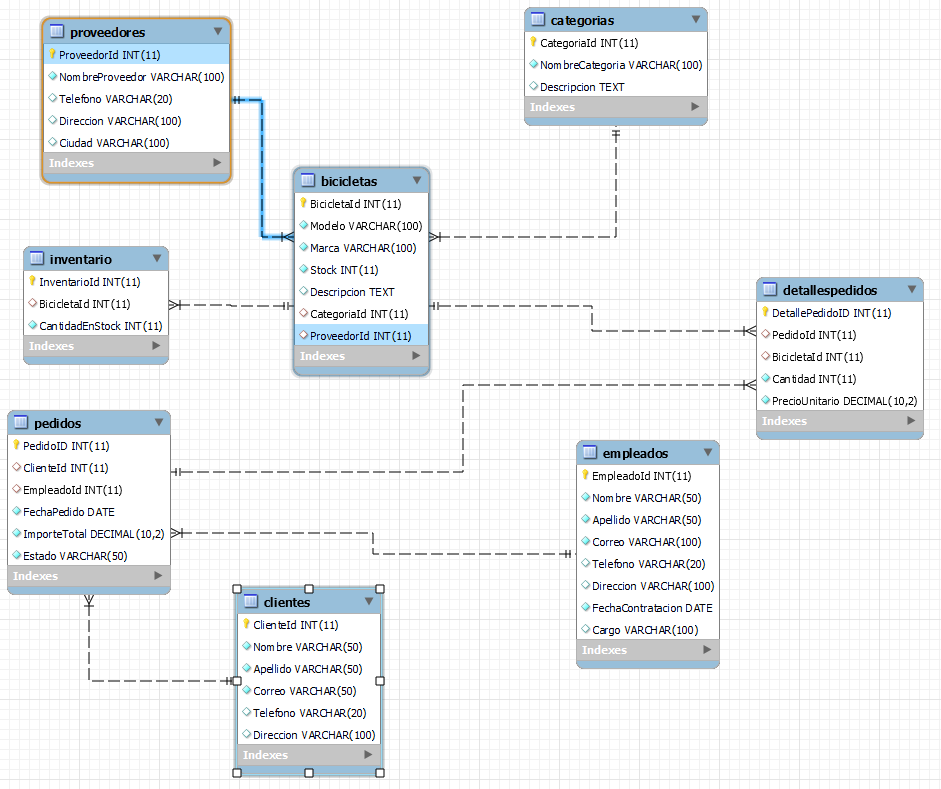 proveedores
ProveedorId INT(11)
NombreProveedor VARCHAR(100)
Telefono VARCHAR(20)
Direccion VARCHAR(100)
Ciudad VARCHAR(100)
Indexes
categorias
CategoriaId INT(11)
NombreCategoria VARCHAR(100)
Descripcion TEXT
Indexes
bicicletas
BicicletaId INT(11)
Modelo VARCHAR(100)
Marca VARCHAR(100)
Stock INT(11)
Descripcion TEXT
CategoriaId INT(11)
ProveedorId INT(11)
Indexes
inventario
InventarioId INT(11)
BicicletaId INT(11)
CantidadEnStock INT(11)
Indexes
detallespedidos
DetallePedidoID INT(11)
PedidoId INT(11)
BicicletaId INT(11)
Cantidad INT(11)
PrecioUnitario DECIMAL(10,2)
Indexes
pedidos
PedidoID INT(11)
ClienteId INT(11)
EmpleadoId INT(11)
FechaPedido DATE
ImporteTotal DECIMAL(10,2)
Estado VARCHAR(50)
Indexes
empleados
EmpleadoId INT(11)
Nombre VARCHAR(50)
Apellido VARCHAR(50)
Correo VARCHAR(100)
Telefono VARCHAR(20)
Direccion VARCHAR(100)
FechaContratacion DATE
Cargo VARCHAR(100)
Indexes
clientes
ClienteId INT(11)
Nombre VARCHAR(50)
Apellido VARCHAR(50)
Correo VARCHAR(50)
Telefono VARCHAR(20)
Direccion VARCHAR(100)
Indexes